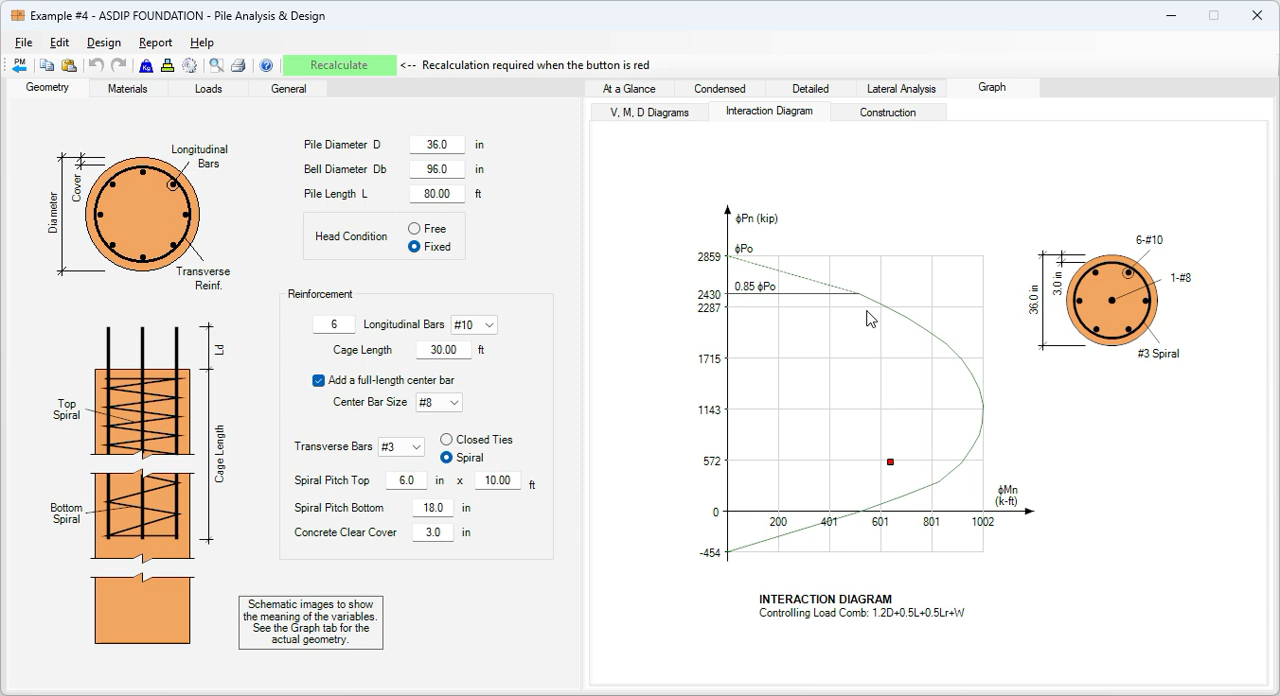 Example #4 - ASDIP FOUNDATION - Pile Analysis & Design
File Edit Design Report Help
PM Kg Recalculate <-- Recalculation required when the button is red
Geometry Materials Loads General
At a Glance Condensed Detailed Lateral Analysis Graph
V, M, D Diagrams Interaction Diagram Construction
Longitudinal
Bars
Cover
Diameter
Transverse
Reinf.
Pile Diameter D 36.0 in
Bell Diameter Db 96.0 in
Pile Length L 80.00 ft
Head Condition
Free
Fixed
Reinforcement
6 Longitudinal Bars #10
Cage Length 30.00 ft
Add a full-length center bar
Center Bar Size #8
Transverse Bars #3
Closed Ties
Spiral
Spiral Pitch Top 6.0 in x 10.00 ft
Spiral Pitch Bottom 18.0 in
Concrete Clear Cover 3.0 in
Ld
Top
Spiral
Cage Length
Bottom
Spiral
Schematic images to show
the meaning of the variables.
See the Graph tab for the
actual geometry.
ϕPn (kip)
ϕPo
2859
0.85 ϕPo
2430
2287
1715
1143
572
0
-454
200 401 601 801 1002
ϕMn
(k-ft)
6-#10
1-#8
36.0 in
3.0 in
#3 Spiral
INTERACTION DIAGRAM
Controlling Load Comb: 1.2D+0.5L+0.5Lr+W